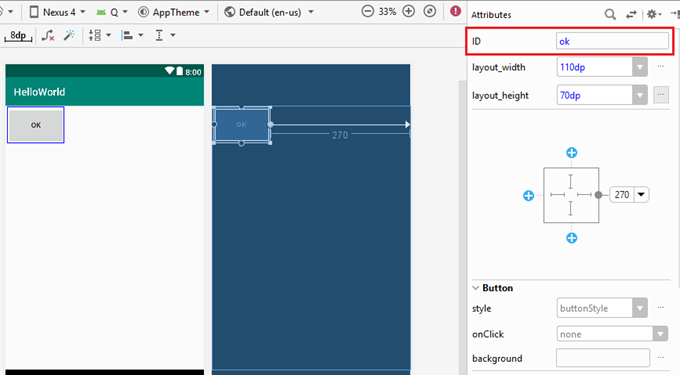 Nexus 4 Q AppTheme Default (en-us) 33%
8dp
8:00
HelloWorld
OK
OK
270
Attributes
ID ok
layout_width 110dp
layout_height 70dp
270
Button
style buttonStyle
onClick none
background